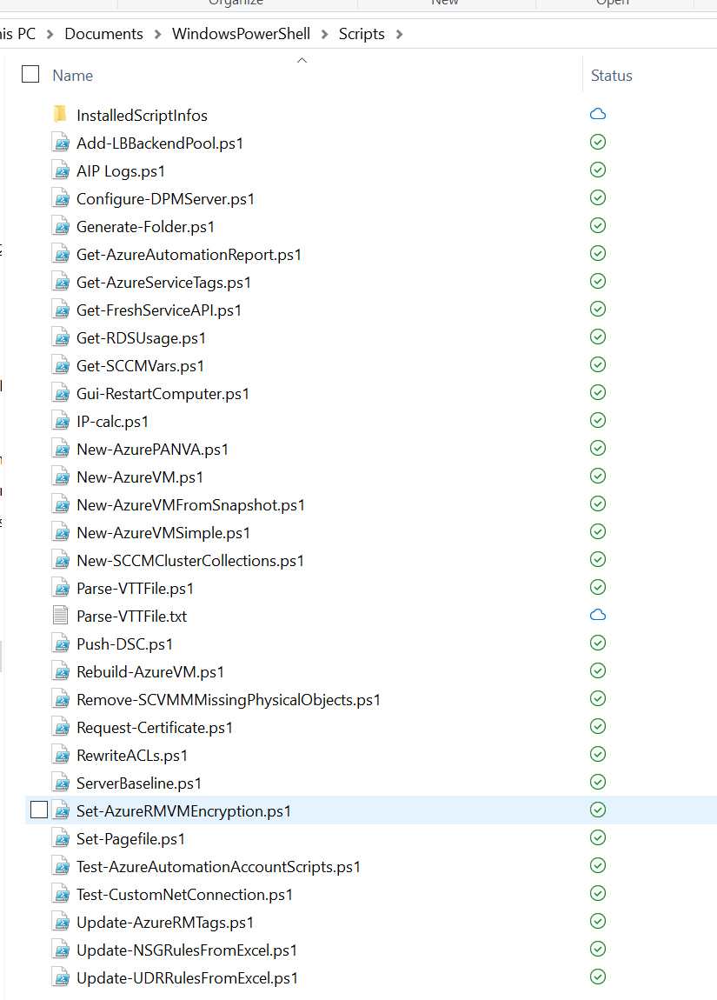 Organize New Open
his PC > Documents > WindowsPowerShell > Scripts >
Name Status
InstalledScriptInfos
Add-LBBackendPool.ps1
AIP Logs.ps1
Configure-DPMServer.ps1
Generate-Folder.ps1
Get-AzureAutomationReport.ps1
Get-AzureServiceTags.ps1
Get-FreshServiceAPI.ps1
Get-RDSUsage.ps1
Get-SCCMVars.ps1
Gui-RestartComputer.ps1
IP-calc.ps1
New-AzurePANVA.ps1
New-AzureVM.ps1
New-AzureVMFromSnapshot.ps1
New-AzureVMSimple.ps1
New-SCCMClusterCollections.ps1
Parse-VTTFile.ps1
Parse-VTTFile.txt
Push-DSC.ps1
Rebuild-AzureVM.ps1
Remove-SCVMMMissingPhysicalObjects.ps1
Request-Certificate.ps1
RewriteACLs.ps1
ServerBaseline.ps1
Set-AzureRMVMEncryption.ps1
Set-Pagefile.ps1
Test-AzureAutomationAccountScripts.ps1
Test-CustomNetConnection.ps1
Update-AzureRMTags.ps1
Update-NSGRulesFromExcel.ps1
Update-UDRRulesFromExcel.ps1